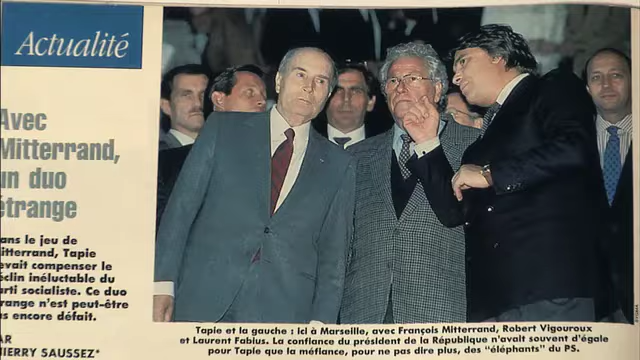 Actualité
Avec
Mitterrand,
un duo
étrange
ans le jeu de
itterrand, Tapie
evait compenser le
éclin inéluctable du
arti socialiste. Ce duo
range n'est peut-être
as encore défait.
AR
HIERRY SAUSSEZ*
Tapie et la gauche : Ici à Marseille, avec François Mitterrand, Robert Vigouroux
et Laurent Fabius. La confiance du président de la République n'avait souvent d'égale
pour Tapie que la méfiance, pour ne pas dire plus, des "éléphants" du PS.